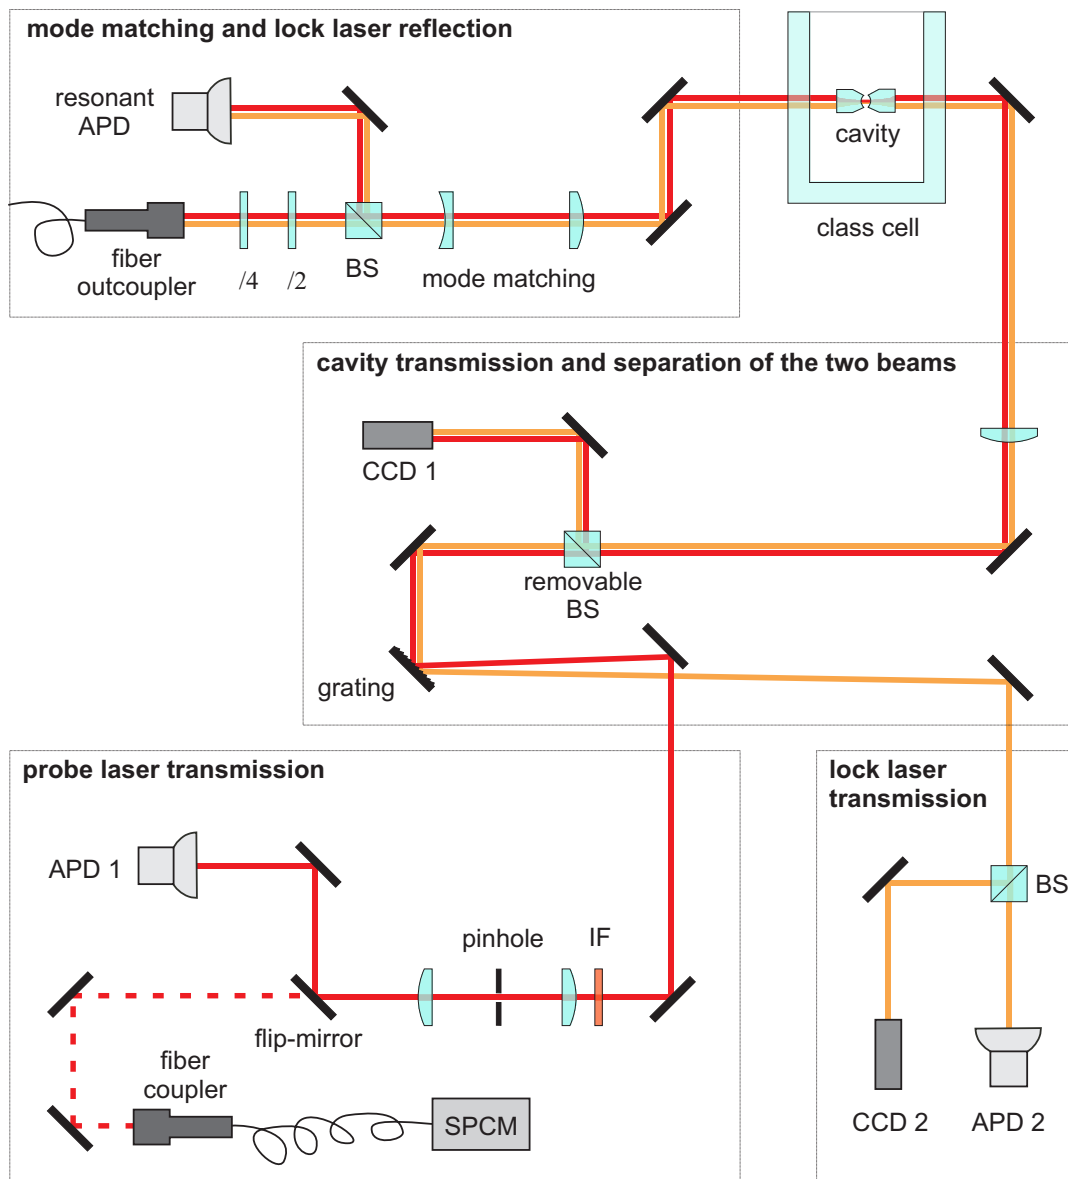 mode matching and lock laser reflection
resonant
APD
fiber
outcoupler
/4
/2
BS
mode matching
cavity
class cell
cavity transmission and separation of the two beams
CCD 1
removable
BS
grating
probe laser transmission
APD 1
pinhole
IF
flip-mirror
fiber
coupler
SPCM
lock laser
transmission
BS
CCD 2
APD 2